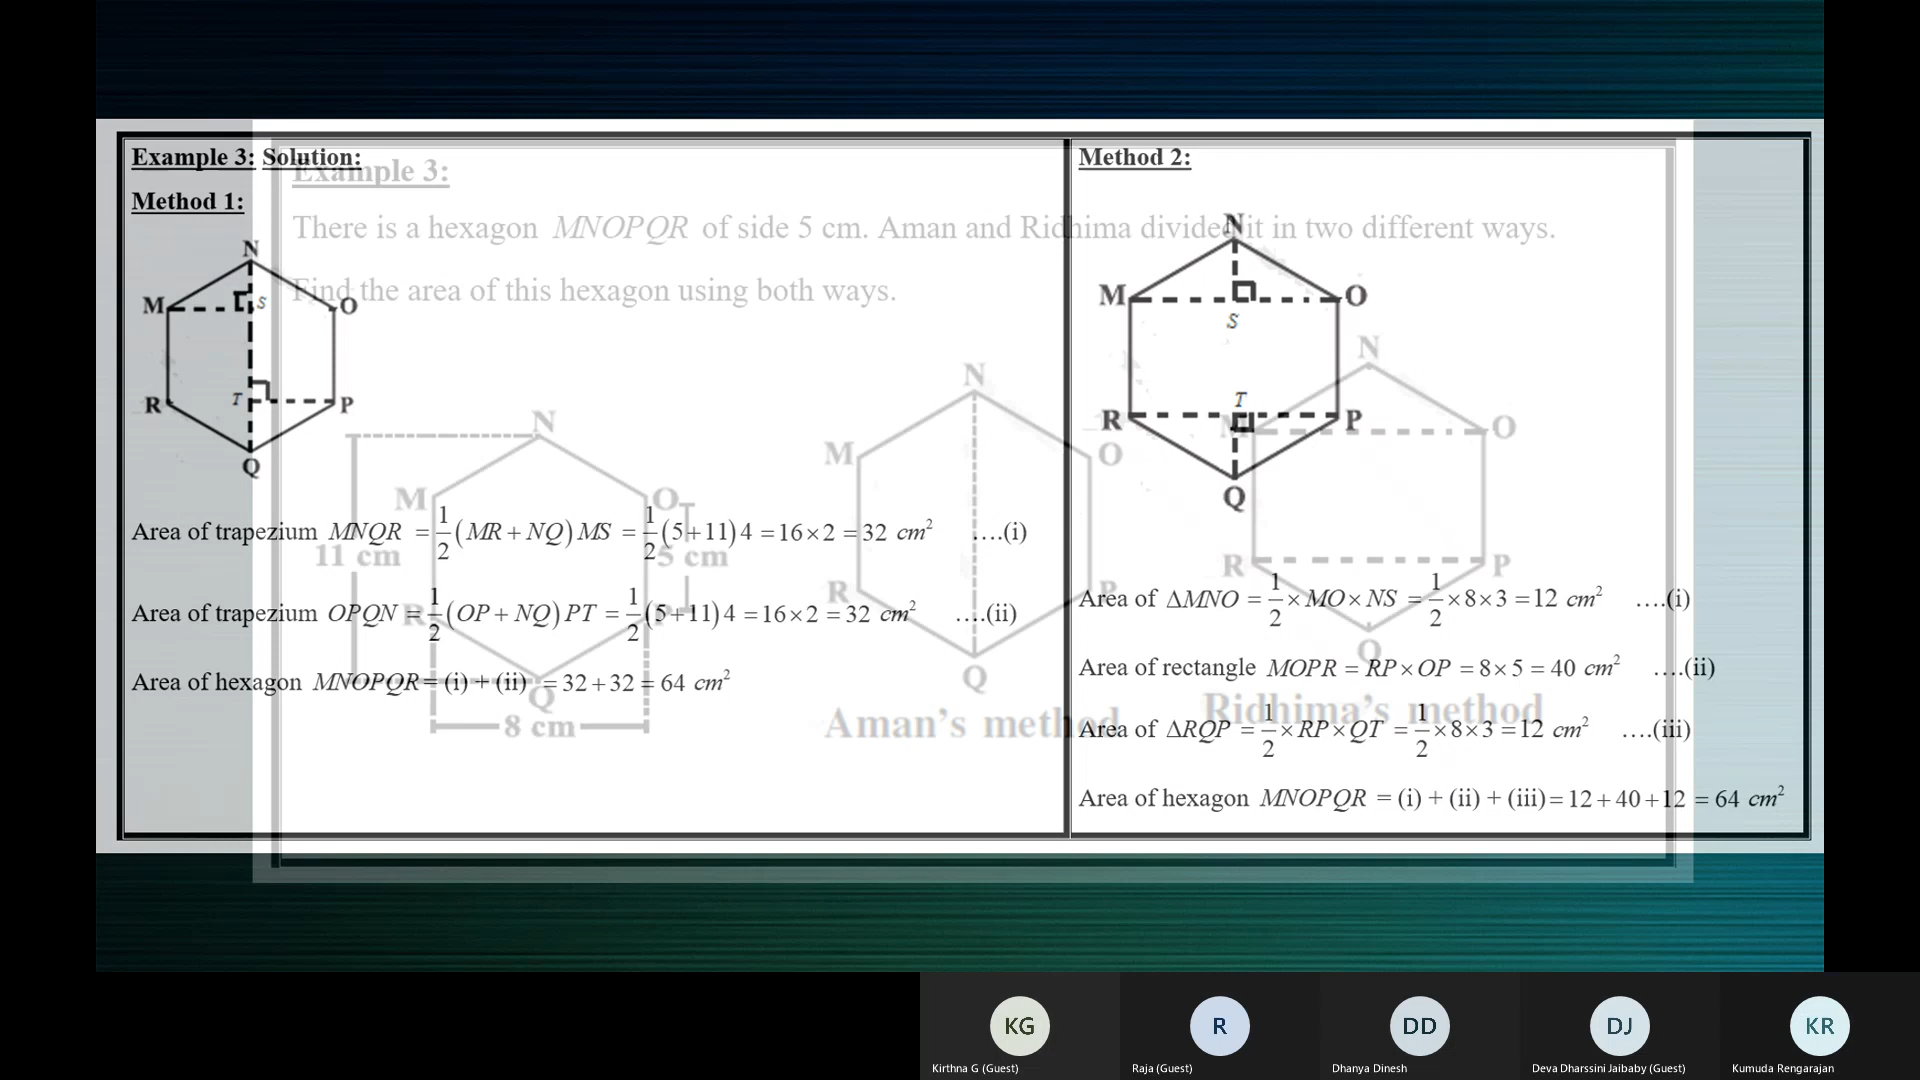 Example 3: Solution:
Method 1:
N
M S O
R T P
Q
Area of trapezium MNQR = 1/2 (MR + NQ) MS = 1/2 (5+11) 4 = 16 × 2 = 32 cm² ….(i)
Area of trapezium OPQN = 1/2 (OP + NQ) PT = 1/2 (5+11) 4 = 16 × 2 = 32 cm² ….(ii)
Area of hexagon MNOPQR = (i) + (ii) = 32 + 32 = 64 cm²
Method 2:
N
M O
S
T
R P
Q
Area of ΔMNO = 1/2 × MO × NS = 1/2 × 8 × 3 = 12 cm² ….(i)
Area of rectangle MOPR = RP × OP = 8 × 5 = 40 cm² ….(ii)
Area of ΔRQP = 1/2 × RP × QT = 1/2 × 8 × 3 = 12 cm² ….(iii)
Area of hexagon MNOPQR = (i) + (ii) + (iii) = 12 + 40 + 12 = 64 cm²
Example 3:
There is a hexagon MNOPQR of side 5 cm. Aman and Ridhima divided it in two different ways.
Find the area of this hexagon using both ways.
N
M O
11 cm 5 cm
R P
Q
8 cm
N
M O
R P
Q
Aman's method
N
M O
R P
Q
Ridhima's method
KG R DD DJ KR
Kirthna G (Guest) Raja (Guest) Dhanya Dinesh Deva Dharssini Jaibaby (Guest) Kumuda Rengarajan